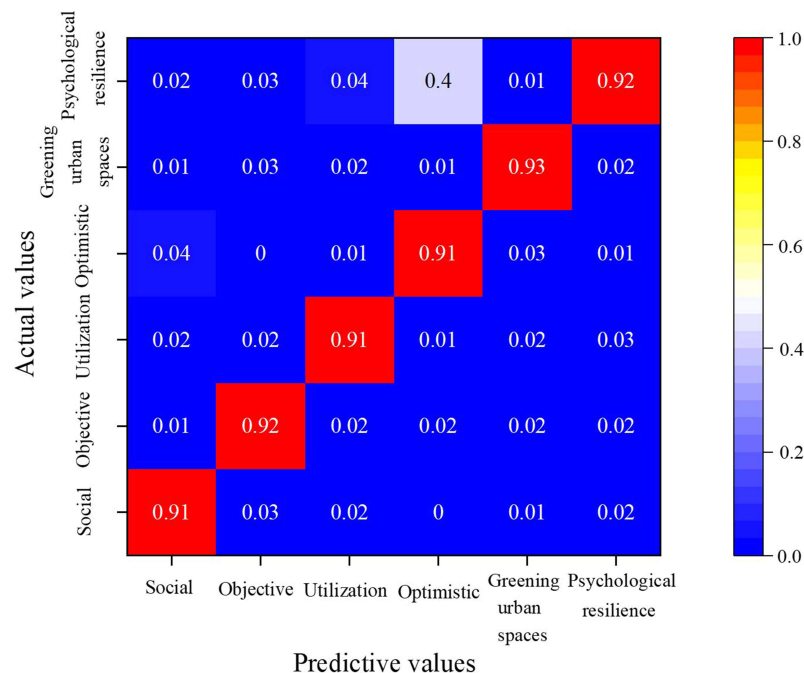 Psychological
resilience
0.02 0.03 0.04 0.4 0.01 0.92
Greening
urban
spaces
0.01 0.03 0.02 0.01 0.93 0.02
Optimistic
0.04 0 0.01 0.91 0.03 0.01
Utilization
0.02 0.02 0.91 0.01 0.02 0.03
Objective
0.01 0.92 0.02 0.02 0.02 0.02
Social
0.91 0.03 0.02 0 0.01 0.02
Actual values
Social Objective Utilization Optimistic Greening Psychological
urban resilience
spaces
Predictive values
1.0
0.8
0.6
0.4
0.2
0.0